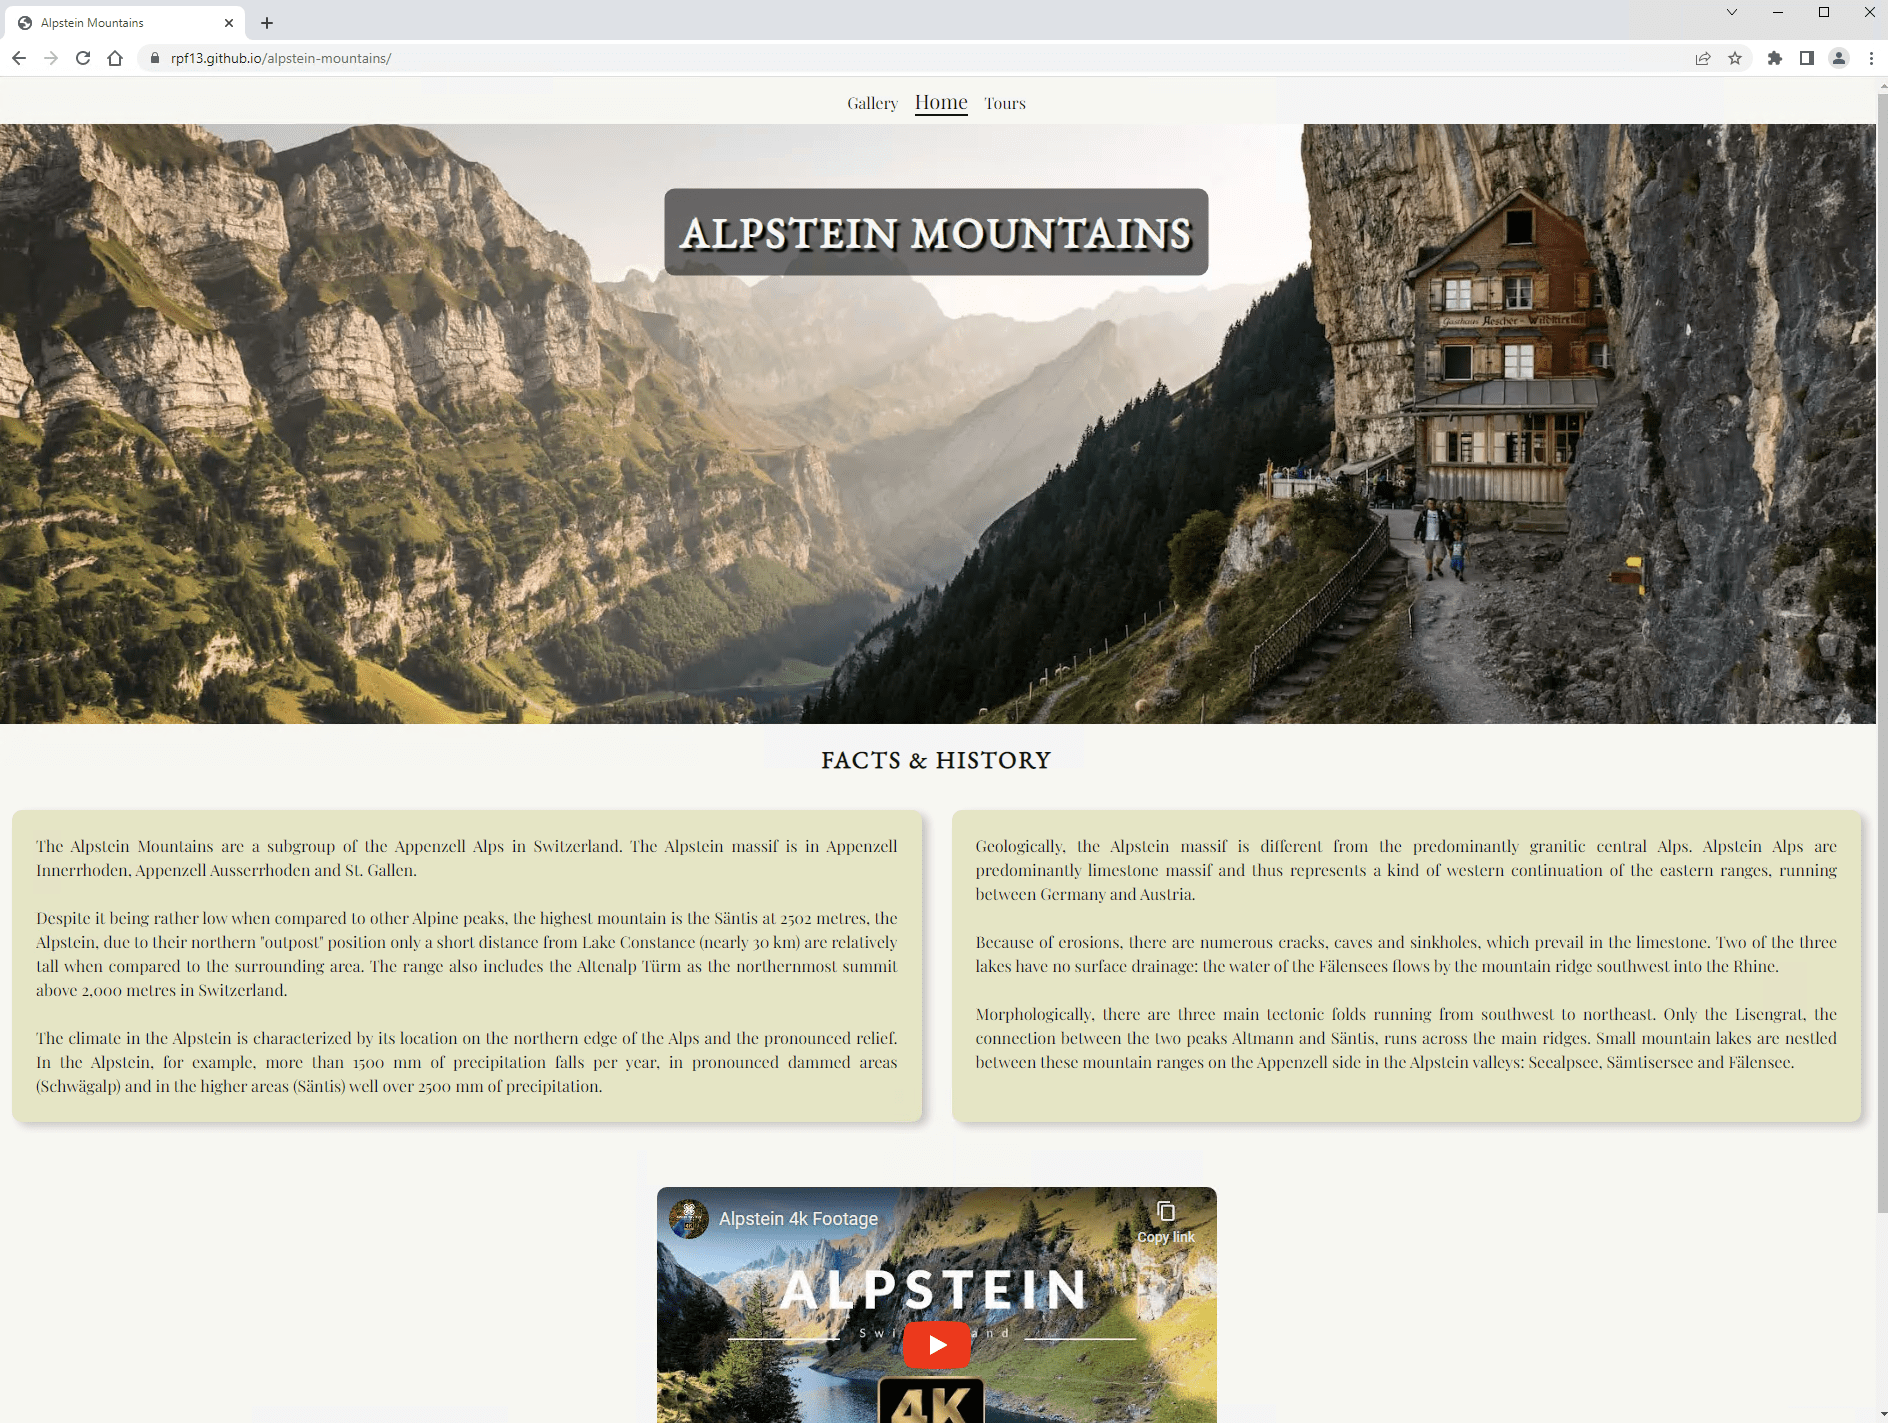 Alpstein Mountains
rpf13.github.io/alpstein-mountains/
Gallery Home Tours
ALPSTEIN MOUNTAINS
Gasthaus Aescher - Wildkirchli
FACTS & HISTORY
The Alpstein Mountains are a subgroup of the Appenzell Alps in Switzerland. The Alpstein massif is in Appenzell
Innerrhoden, Appenzell Ausserrhoden and St. Gallen.
Despite it being rather low when compared to other Alpine peaks, the highest mountain is the Säntis at 2502 metres, the
Alpstein, due to their northern "outpost" position only a short distance from Lake Constance (nearly 30 km) are relatively
tall when compared to the surrounding area. The range also includes the Altenalp Türm as the northernmost summit
above 2,000 metres in Switzerland.
The climate in the Alpstein is characterized by its location on the northern edge of the Alps and the pronounced relief.
In the Alpstein, for example, more than 1500 mm of precipitation falls per year, in pronounced dammed areas
(Schwägalp) and in the higher areas (Säntis) well over 2500 mm of precipitation.
Geologically, the Alpstein massif is different from the predominantly granitic central Alps. Alpstein Alps are
predominantly limestone massif and thus represents a kind of western continuation of the eastern ranges, running
between Germany and Austria.
Because of erosions, there are numerous cracks, caves and sinkholes, which prevail in the limestone. Two of the three
lakes have no surface drainage: the water of the Fälensees flows by the mountain ridge southwest into the Rhine.
Morphologically, there are three main tectonic folds running from southwest to northeast. Only the Lisengrat, the
connection between the two peaks Altmann and Säntis, runs across the main ridges. Small mountain lakes are nestled
between these mountain ranges on the Appenzell side in the Alpstein valleys: Seealpsee, Sämtisersee and Fälensee.
Alpstein 4k Footage
Copy link
ALPSTEIN
4K